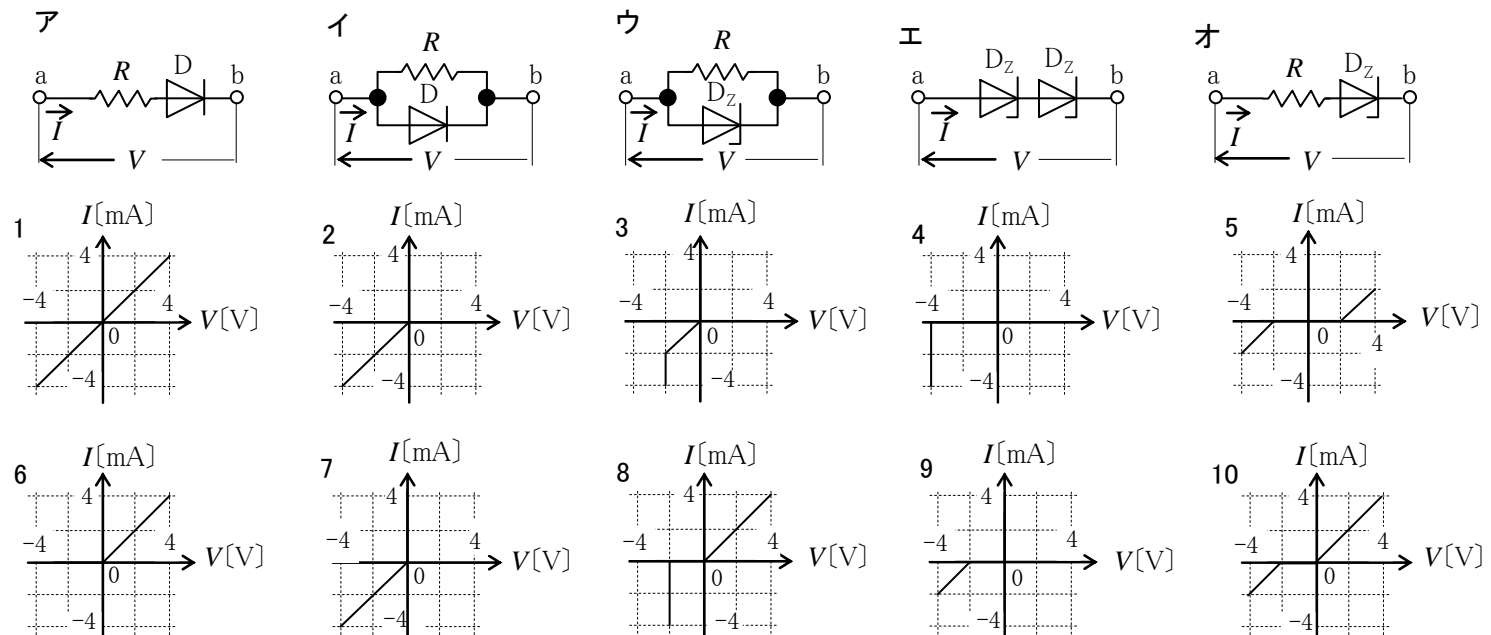 ア イ ウ エ オ
R D R R D_Z D_Z R D_Z
a b a b a b a b a b
D D_Z
I I I I I
V V V V V
1 I〔mA〕 2 I〔mA〕 3 I〔mA〕 4 I〔mA〕 5 I〔mA〕
4 4 4 4 4
−4 4 −4 4 −4 4 −4 4 −4
V〔V〕 V〔V〕 V〔V〕 V〔V〕 V〔V〕
0 0 0 0 0 4
−4 −4 −4 −4 −4
6 I〔mA〕 7 I〔mA〕 8 I〔mA〕 9 I〔mA〕 10 I〔mA〕
4 4 4 4 4
−4 4 −4 4 −4 4 −4 4 −4 4
V〔V〕 V〔V〕 V〔V〕 V〔V〕 V〔V〕
0 0 0 0 0
−4 −4 −4 −4 −4